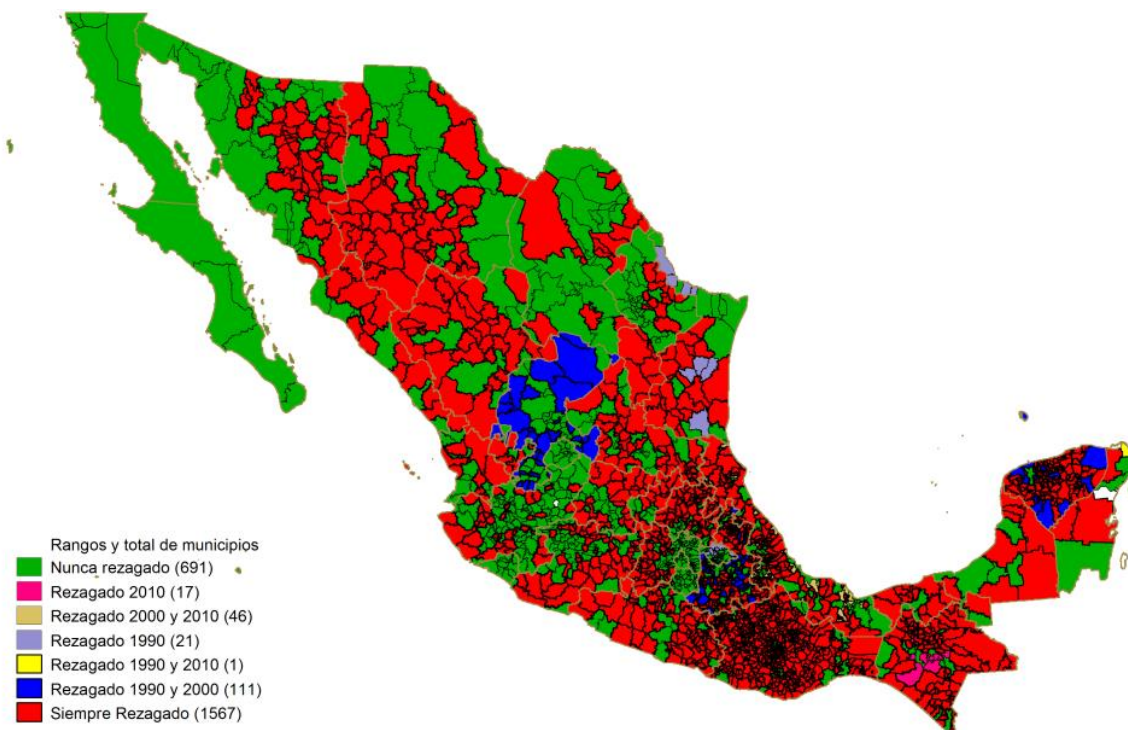 Rangos y total de municipios
Nunca rezagado (691)
Rezagado 2010 (17)
Rezagado 2000 y 2010 (46)
Rezagado 1990 (21)
Rezagado 1990 y 2010 (1)
Rezagado 1990 y 2000 (111)
Siempre Rezagado (1567)